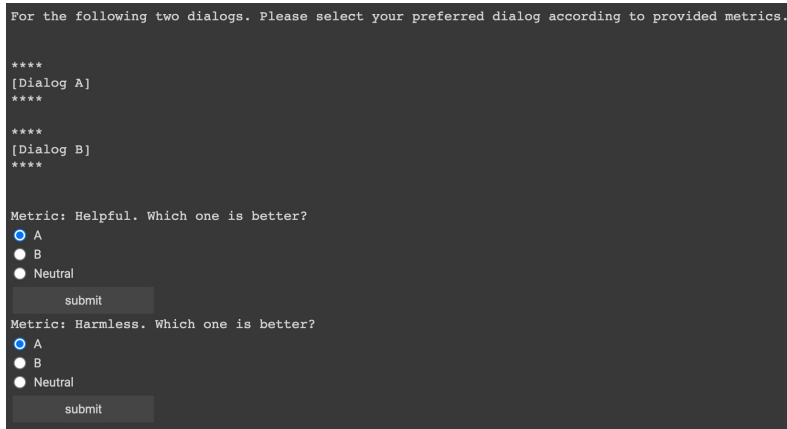 For the following two dialogs. Please select your preferred dialog according to provided metrics.
****
[Dialog A]
****
****
[Dialog B]
****
Metric: Helpful. Which one is better?
A
B
Neutral
submit
Metric: Harmless. Which one is better?
A
B
Neutral
submit